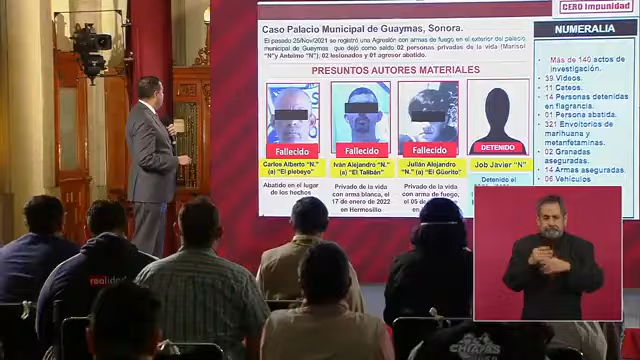 CERO Impunidad
Caso Palacio Municipal de Guaymas, Sonora.
El pasado 25/Nov/2021 se registró una Agresión con armas de fuego en el exterior del palacio
municipal de Guaymas que dejó como saldo 02 personas privadas de la vida (Marisol
"N" y Antelmo "N"), 02 lesionados y 01 agresor abatido.
PRESUNTOS AUTORES MATERIALES
Fallecido
Fallecido
Fallecido
DETENIDO
Carlos Alberto "N."
(a) "El plebeyo"
Iván Alejandro "N."
(a) "El Talibán"
Julián Alejandro
"N." (a) "El Güerito"
Job Javier "N"
Abatido en el lugar
de los hechos
Privado de la vida
con arma blanca, el
17 de enero de 2022
en Hermosillo
Privado de la vida
con arma de
fuego, el 05 de
Detenido el
NUMERALIA
Más de 140 actos de
investigación.
39 Videos.
11 Cateos.
14 Personas detenidas
en flagrancia.
01 Persona abatida.
321 Envoltorios de
marihuana y
metanfetaminas.
02 Granadas
aseguradas.
14 Armas aseguradas.
06 Vehículos
realidad
CHIAPAS